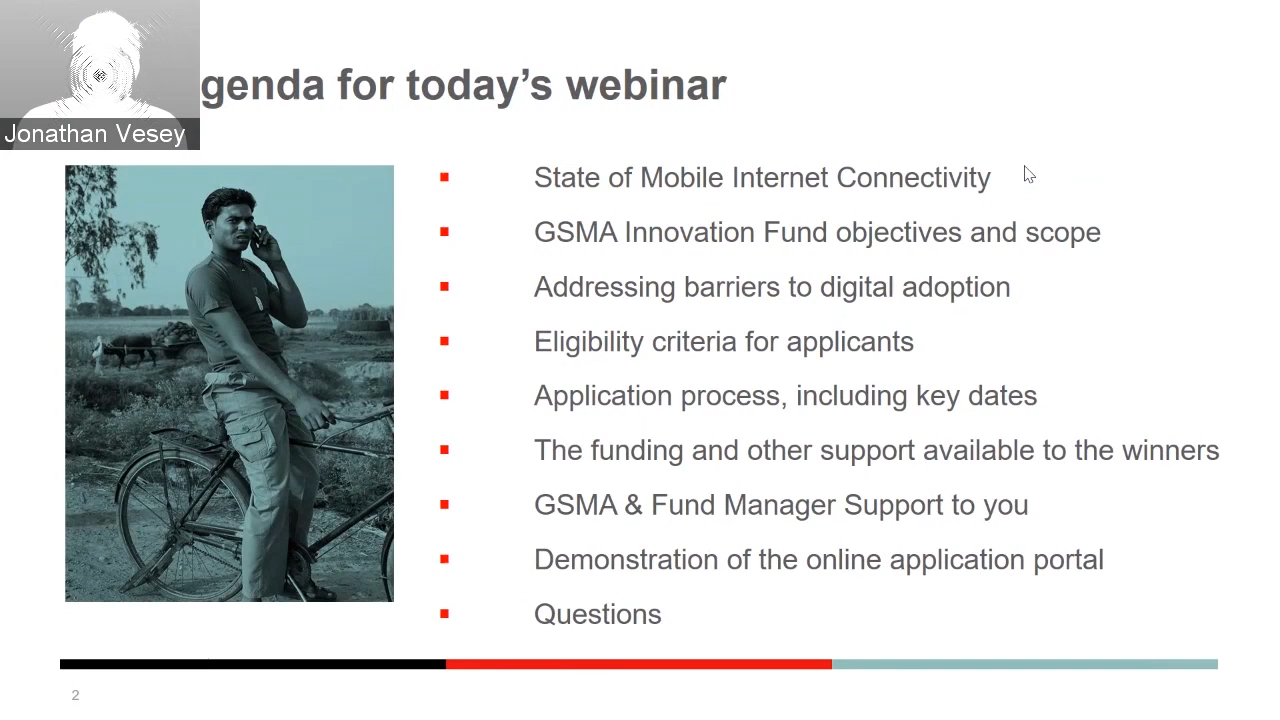 genda for today’s webinar
Jonathan Vesey
State of Mobile Internet Connectivity
GSMA Innovation Fund objectives and scope
Addressing barriers to digital adoption
Eligibility criteria for applicants
Application process, including key dates
The funding and other support available to the winners
GSMA & Fund Manager Support to you
Demonstration of the online application portal
Questions
2